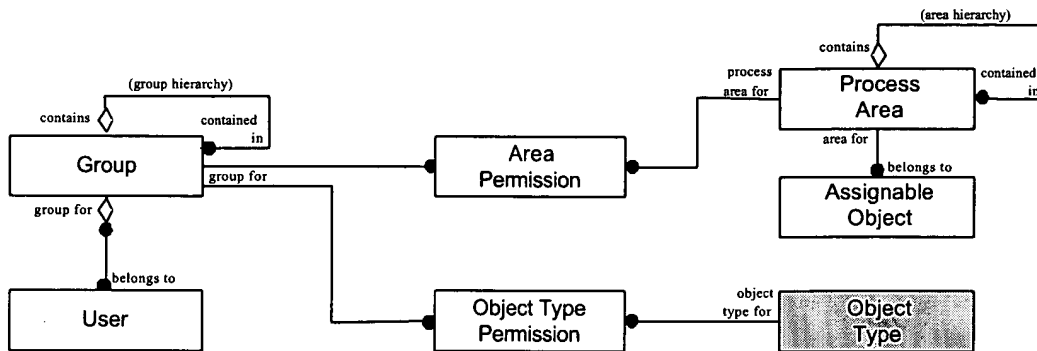 (area hierarchy)
contains
process
area for
Process
Area
contained
in
(group hierarchy)
contains
contained
in
Group
group for
Area
Permission
area for
belongs to
Assignable
Object
group for
belongs to
User
Object Type
Permission
object
type for
Object
Type